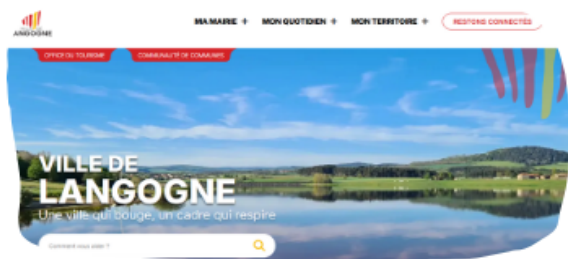 LANGOGNE
MA MAIRIE + MON QUOTIDIEN + MON TERRITOIRE + RESTONS CONNECTÉS
OFFICE DU TOURISME COMMUNAUTÉ DE COMMUNES
VILLE DE
LANGOGNE
Une ville qui bouge, un cadre qui respire
Comment vous aider ?